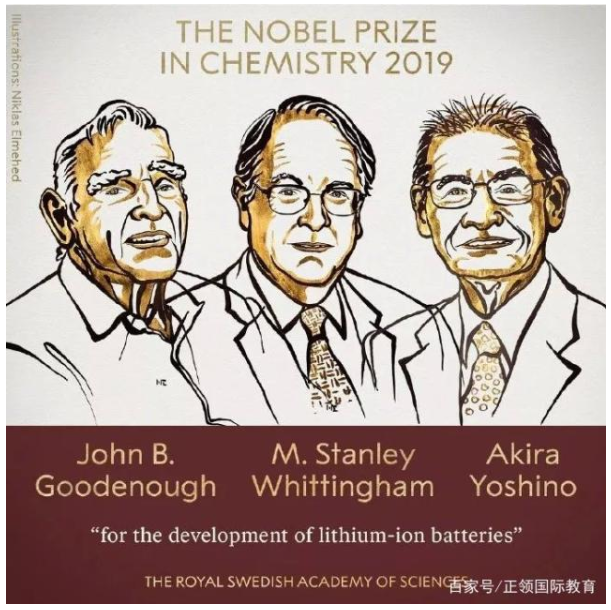 Illustrations: Niklas Elmehed
THE NOBEL PRIZE
IN CHEMISTRY 2019
John B.
Goodenough
M. Stanley
Whittingham
Akira
Yoshino
“for the development of lithium-ion batteries”
THE ROYAL SWEDISH ACADEMY OF SCIENCES
百家号/正领国际教育